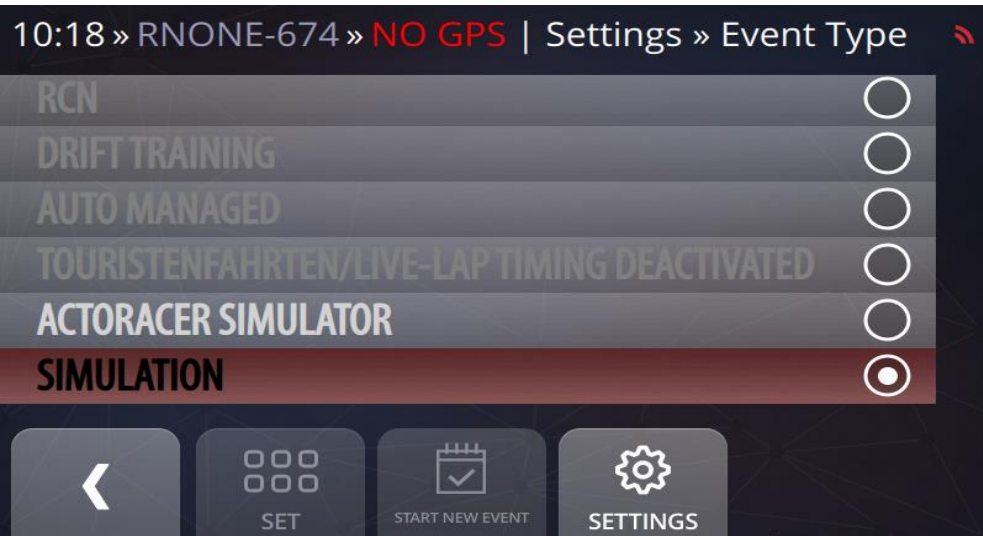 10:18 » RNONE-674 » NO GPS | Settings » Event Type
RCN
DRIFT TRAINING
AUTO MANAGED
TOURISTENFAHRTEN/LIVE-LAP TIMING DEACTIVATED
ACTORACER SIMULATOR
SIMULATION
SET
START NEW EVENT
SETTINGS